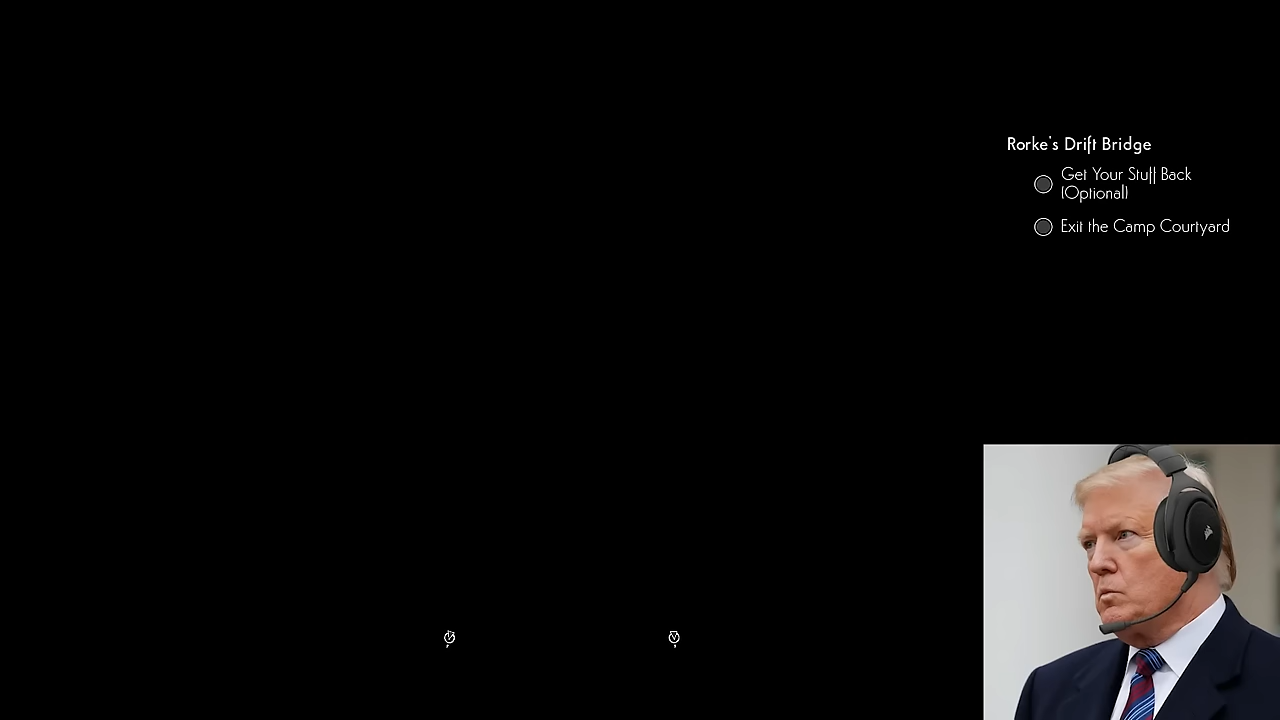 Rorke's Drift Bridge
Get Your Stuff Back
(Optional)
Exit the Camp Courtyard